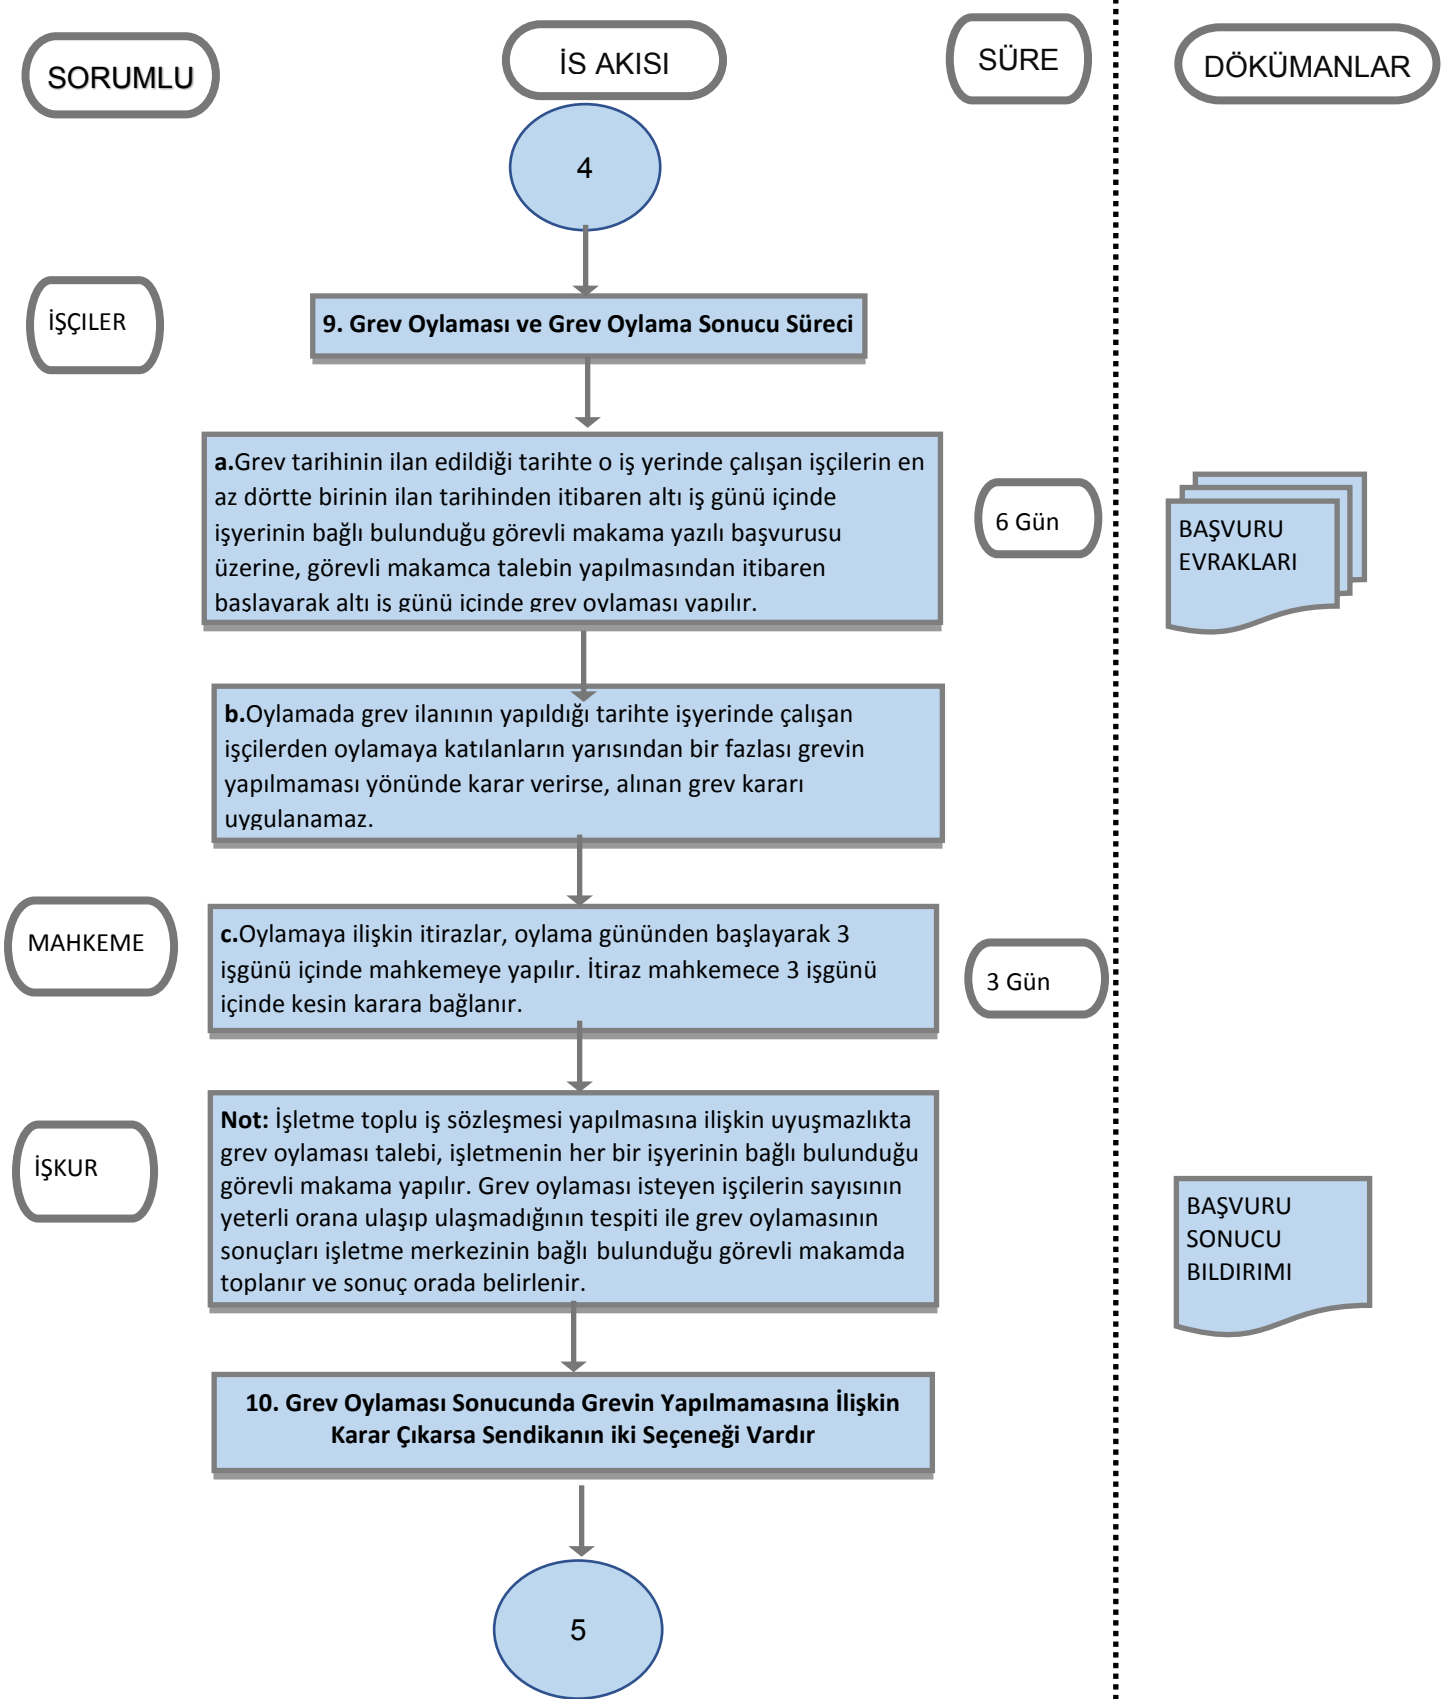 SORUMLU
İS AKISI
SÜRE
DÖKÜMANLAR
4
İŞÇILER
9. Grev Oylaması ve Grev Oylama Sonucu Süreci
a.Grev tarihinin ilan edildiği tarihte o iş yerinde çalışan işçilerin en
az dörtte birinin ilan tarihinden itibaren altı iş günü içinde
işyerinin bağlı bulunduğu görevli makama yazılı başvurusu
üzerine, görevli makamca talebin yapılmasından itibaren
başlayarak altı iş günü içinde grev oylaması yapılır.
6 Gün
BAŞVURU
EVRAKLARI
b.Oylamada grev ilanının yapıldığı tarihte işyerinde çalışan
işçilerden oylamaya katılanların yarısından bir fazlası grevin
yapılmaması yönünde karar verirse, alınan grev kararı
uygulanamaz.
MAHKEME
c.Oylamaya ilişkin itirazlar, oylama gününden başlayarak 3
işgünü içinde mahkemeye yapılır. İtiraz mahkemece 3 işgünü
içinde kesin karara bağlanır.
3 Gün
İŞKUR
Not: İşletme toplu iş sözleşmesi yapılmasına ilişkin uyuşmazlıkta
grev oylaması talebi, işletmenin her bir işyerinin bağlı bulunduğu
görevli makama yapılır. Grev oylaması isteyen işçilerin sayısının
yeterli orana ulaşıp ulaşmadığının tespiti ile grev oylamasının
sonuçları işletme merkezinin bağlı bulunduğu görevli makamda
toplanır ve sonuç orada belirlenir.
BAŞVURU
SONUCU
BILDIRIMI
10. Grev Oylaması Sonucunda Grevin Yapılmamasına İlişkin
Karar Çıkarsa Sendikanın iki Seçeneği Vardır
5